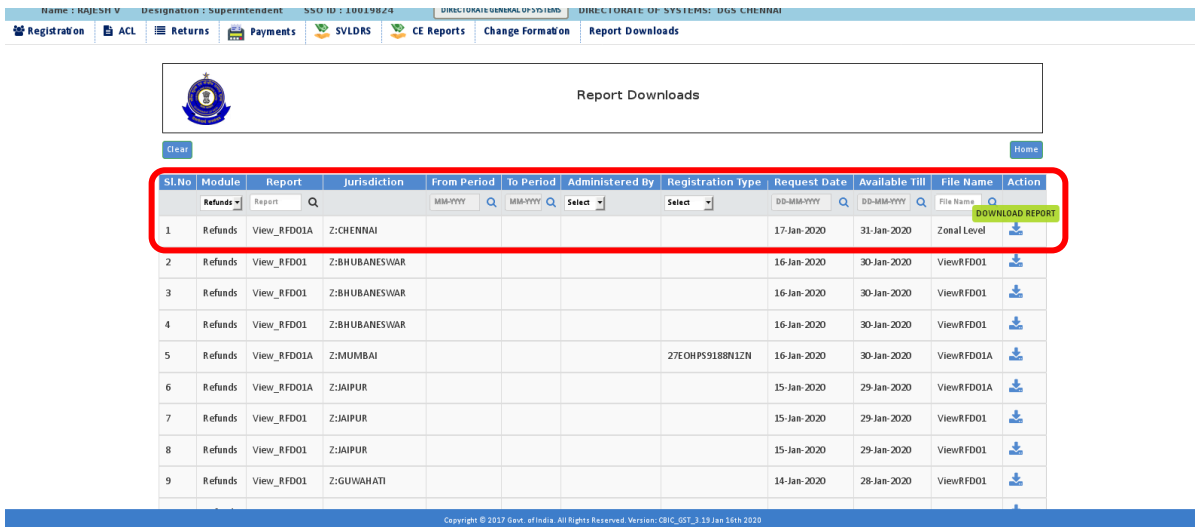 Name : RAJESH V Designation : Superintendent SSO ID : 10019824 DIRECTORATE GENERAL OF SYSTEMS DIRECTORATE OF SYSTEMS: DGS CHENNAI
Registration ACL Returns Payments SVLDRS CE Reports Change Formation Report Downloads
Report Downloads
Clear Home
Sl.No Module Report Jurisdiction From Period To Period Administered By Registration Type Request Date Available Till File Name Action
Refunds Report MM-YYYY MM-YYYY Select Select DD-MM-YYYY DD-MM-YYYY File Name
DOWNLOAD REPORT
1 Refunds View_RFD01A Z:CHENNAI 17-Jan-2020 31-Jan-2020 Zonal Level
2 Refunds View_RFD01 Z:BHUBANESWAR 16-Jan-2020 30-Jan-2020 ViewRFD01
3 Refunds View_RFD01 Z:BHUBANESWAR 16-Jan-2020 30-Jan-2020 ViewRFD01
4 Refunds View_RFD01 Z:BHUBANESWAR 16-Jan-2020 30-Jan-2020 ViewRFD01
5 Refunds View_RFD01A Z:MUMBAI 27EOHPS9188N1ZN 16-Jan-2020 30-Jan-2020 ViewRFD01A
6 Refunds View_RFD01A Z:JAIPUR 15-Jan-2020 29-Jan-2020 ViewRFD01A
7 Refunds View_RFD01 Z:JAIPUR 15-Jan-2020 29-Jan-2020 ViewRFD01
8 Refunds View_RFD01 Z:JAIPUR 15-Jan-2020 29-Jan-2020 ViewRFD01
9 Refunds View_RFD01 Z:GUWAHATI 14-Jan-2020 28-Jan-2020 ViewRFD01
Copyright © 2017 Govt. of India. All Rights Reserved. Version: CBIC_GST_3.19 Jan 16th 2020